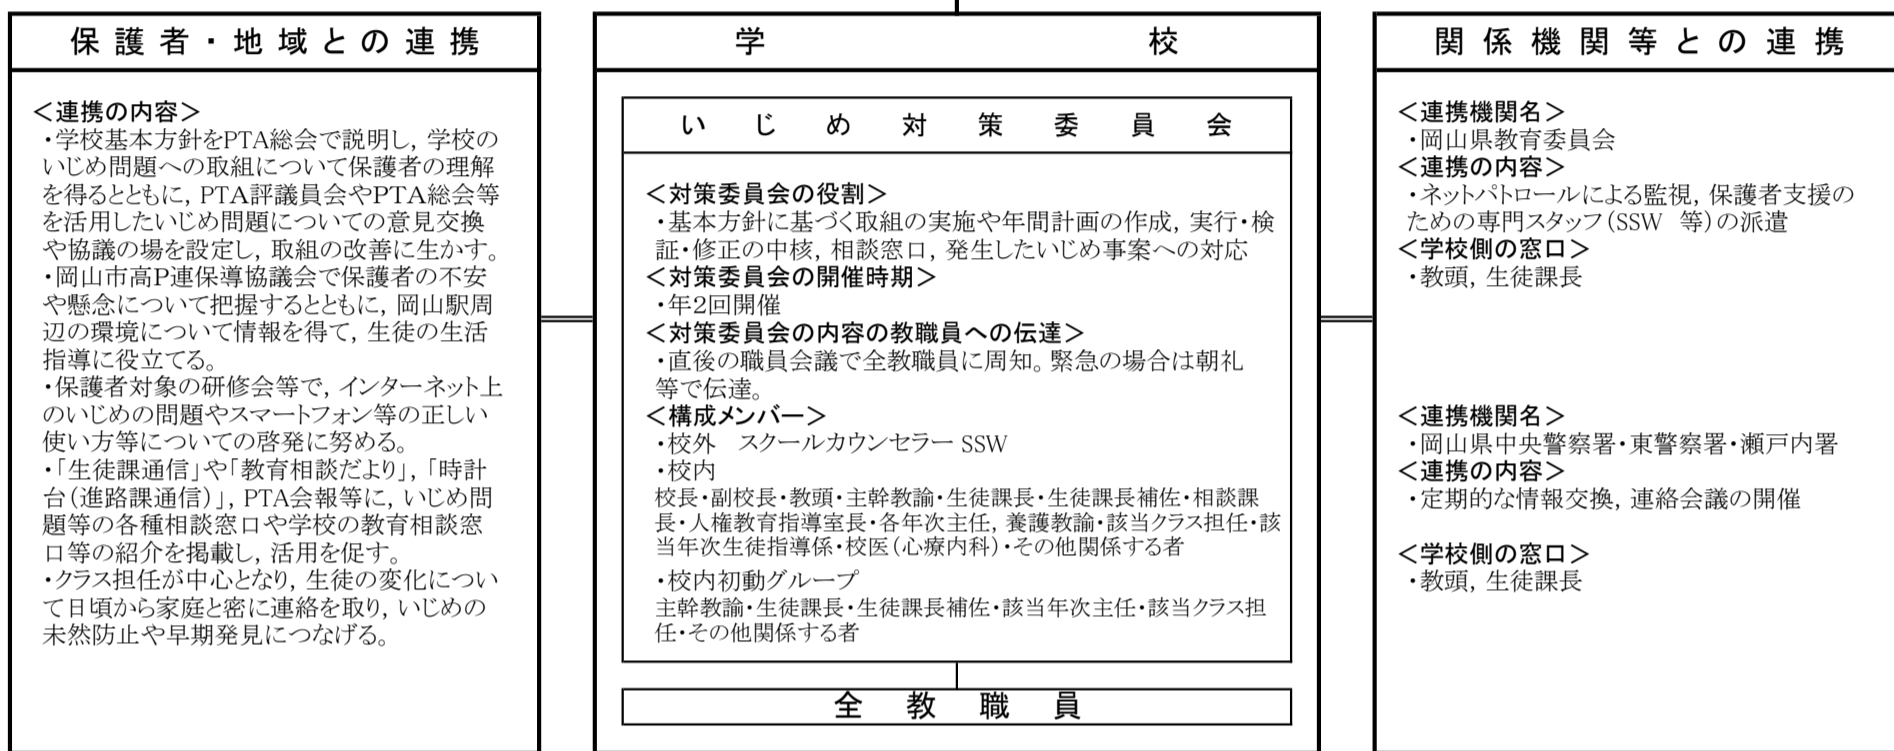 保護者・地域との連携
＜連携の内容＞
・学校基本方針をPTA総会で説明し，学校の
いじめ問題への取組について保護者の理解
を得るとともに，PTA評議員会やPTA総会等
を活用したいじめ問題についての意見交換
や協議の場を設定し，取組の改善に生かす。
・岡山市高P連保導協議会で保護者の不安
や懸念について把握するとともに，岡山駅周
辺の環境について情報を得て，生徒の生活
指導に役立てる。
・保護者対象の研修会等で，インターネット上
のいじめの問題やスマートフォン等の正しい
使い方等についての啓発に努める。
・「生徒課通信」や「教育相談だより」，「時計
台（進路課通信）」，PTA会報等に，いじめ問
題等の各種相談窓口や学校の教育相談窓
口等の紹介を掲載し，活用を促す。
・クラス担任が中心となり，生徒の変化につい
て日頃から家庭と密に連絡を取り，いじめの
未然防止や早期発見につなげる。
学校
いじめ対策委員会
＜対策委員会の役割＞
・基本方針に基づく取組の実施や年間計画の作成，実行・検
証・修正の中核，相談窓口，発生したいじめ事案への対応
＜対策委員会の開催時期＞
・年２回開催
＜対策委員会の内容の教職員への伝達＞
・直後の職員会議で全教職員に周知。緊急の場合は朝礼
等で伝達。
＜構成メンバー＞
・校外　スクールカウンセラー SSW
・校内
校長・副校長・教頭・主幹教諭・生徒課長・生徒課長補佐・相談課
長・人権教育指導室長・各年次主任，養護教諭・該当クラス担任・該
当年次生徒指導係・校医（心療内科）・その他関係する者
・校内初動グループ
主幹教諭・生徒課長・生徒課長補佐・該当年次主任・該当クラス担
任・その他関係する者
全教職員
関係機関等との連携
＜連携機関名＞
・岡山県教育委員会
＜連携の内容＞
・ネットパトロールによる監視，保護者支援の
ための専門スタッフ（SSW　等）の派遣
＜学校側の窓口＞
・教頭，生徒課長
＜連携機関名＞
・岡山県中央警察署・東警察署・瀬戸内署
＜連携の内容＞
・定期的な情報交換，連絡会議の開催
＜学校側の窓口＞
・教頭，生徒課長